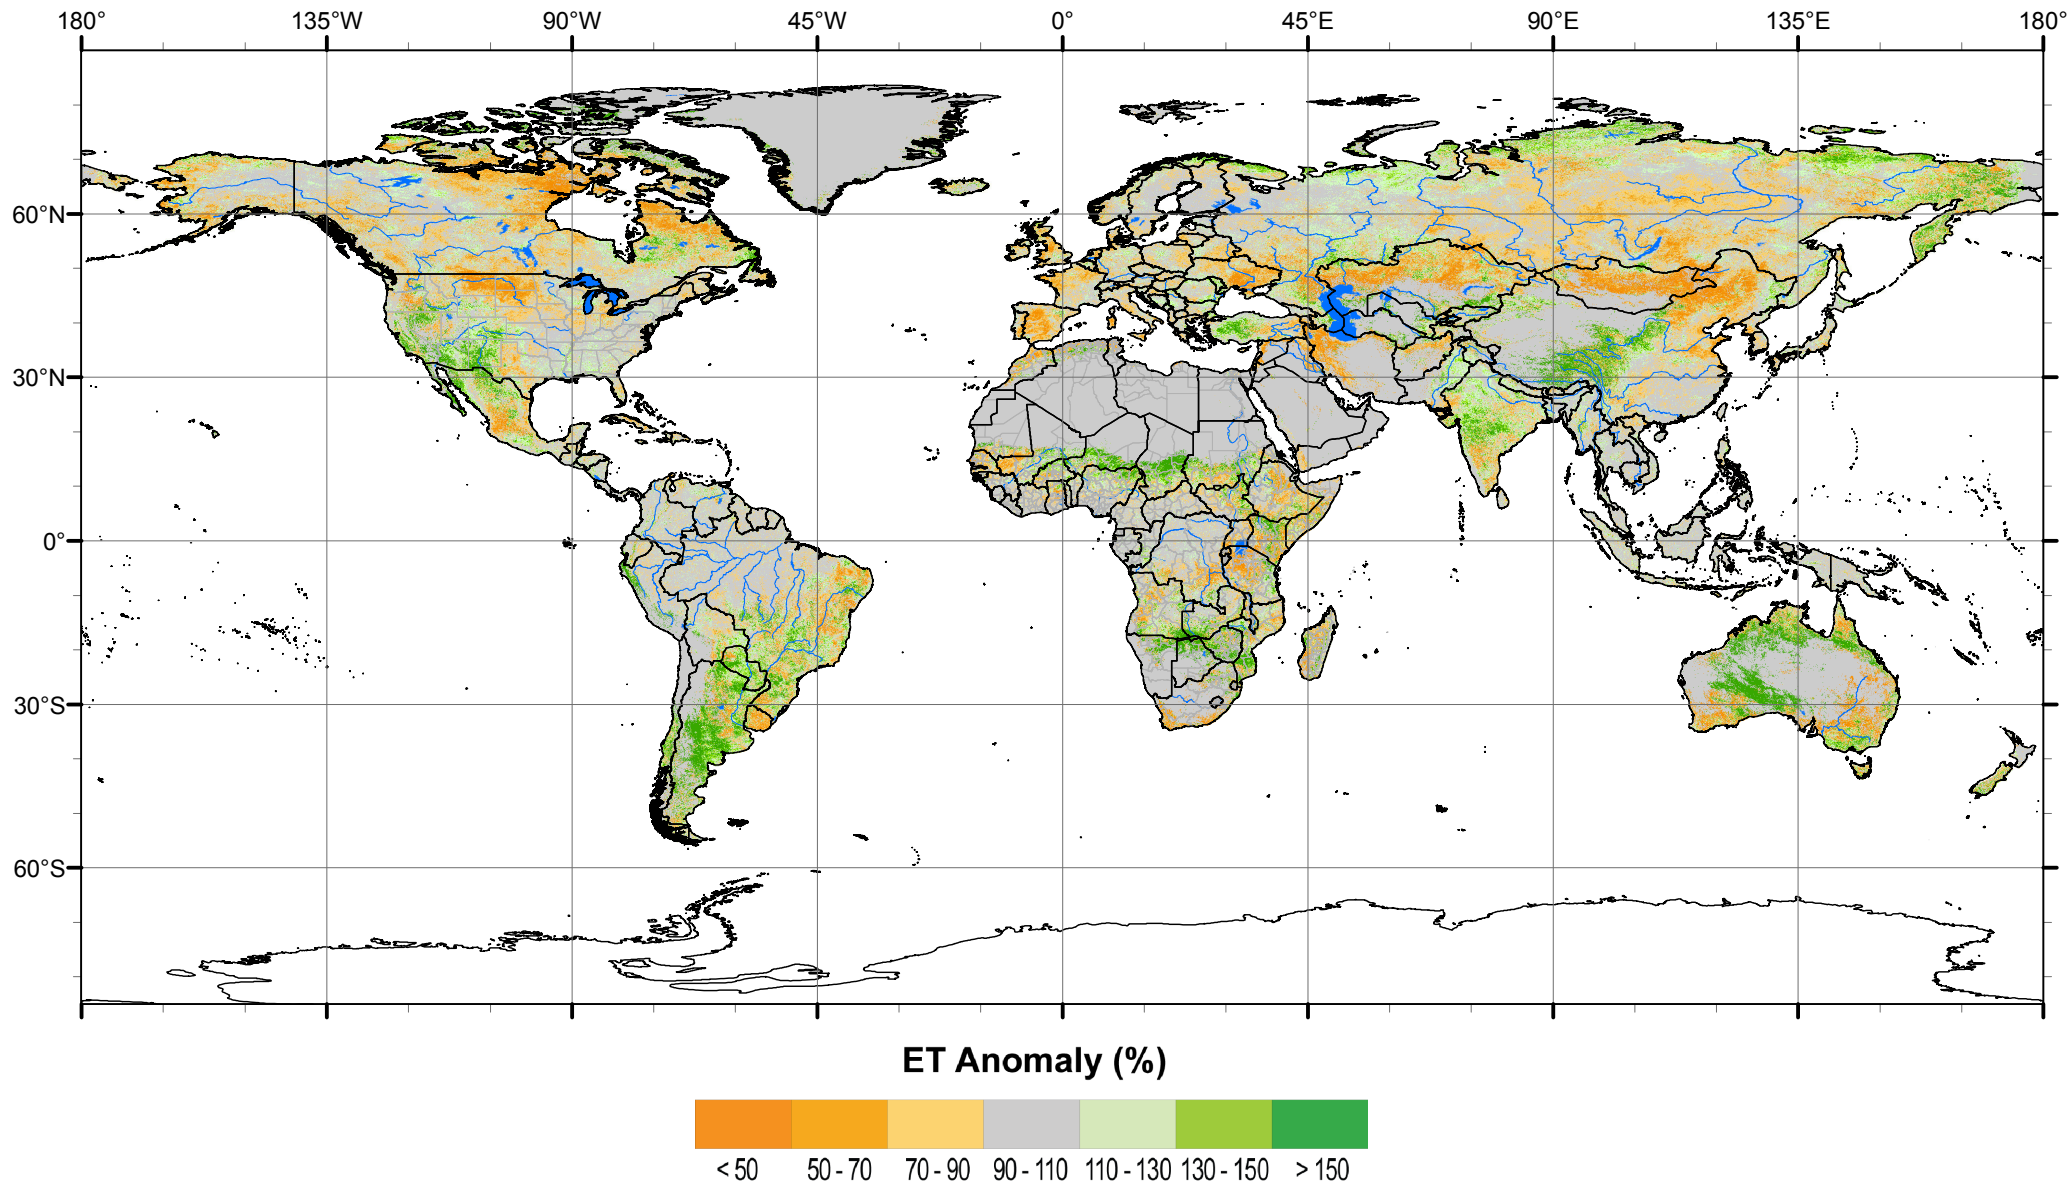 180° 135°W 90°W 45°W 0° 45°E 90°E 135°E 180°
60°N
30°N
0°
30°S
60°S
ET Anomaly (%)
< 50 50 - 70 70 - 90 90 - 110 110 - 130 130 - 150 > 150